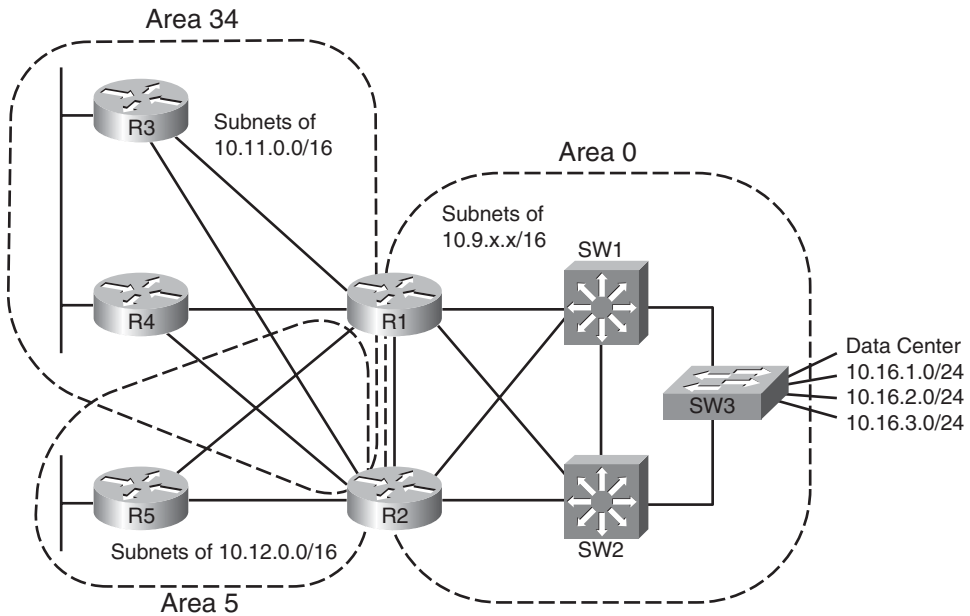 Area 34
R3
Subnets of
10.11.0.0/16
Area 0
Subnets of
10.9.x.x/16
SW1
R4
R1
Data Center
10.16.1.0/24
10.16.2.0/24
10.16.3.0/24
SW3
R5
R2
Subnets of 10.12.0.0/16
SW2
Area 5